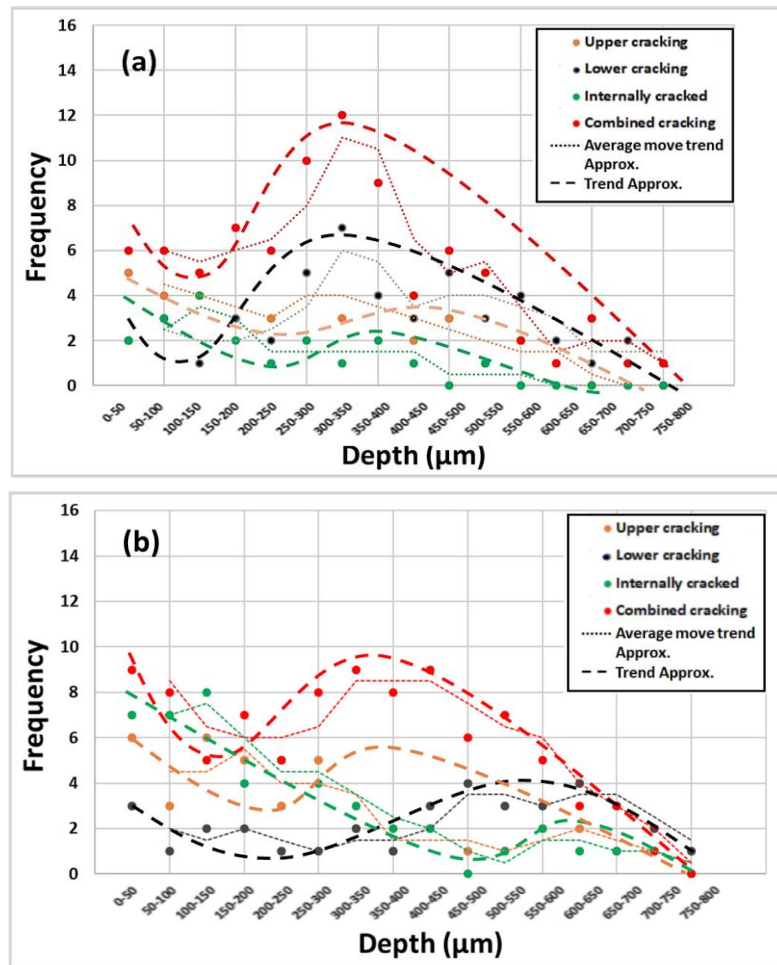 16
(a)
14
12
10
8
6
4
2
0
Frequency
Upper cracking
Lower cracking
Internally cracked
Combined cracking
Average move trend
Approx.
Trend Approx.
0-50
50-100
100-150
150-200
200-250
250-300
300-350
350-400
400-450
450-500
500-550
550-600
600-650
650-700
700-750
750-800
Depth (μm)
16
(b)
14
12
10
8
6
4
2
0
Frequency
Upper cracking
Lower cracking
Internally cracked
Combined cracking
Average move trend
Approx.
Trend Approx.
0-50
50-100
100-150
150-200
200-250
250-300
300-350
350-400
400-450
450-500
500-550
550-600
600-650
650-700
700-750
750-800
Depth (μm)